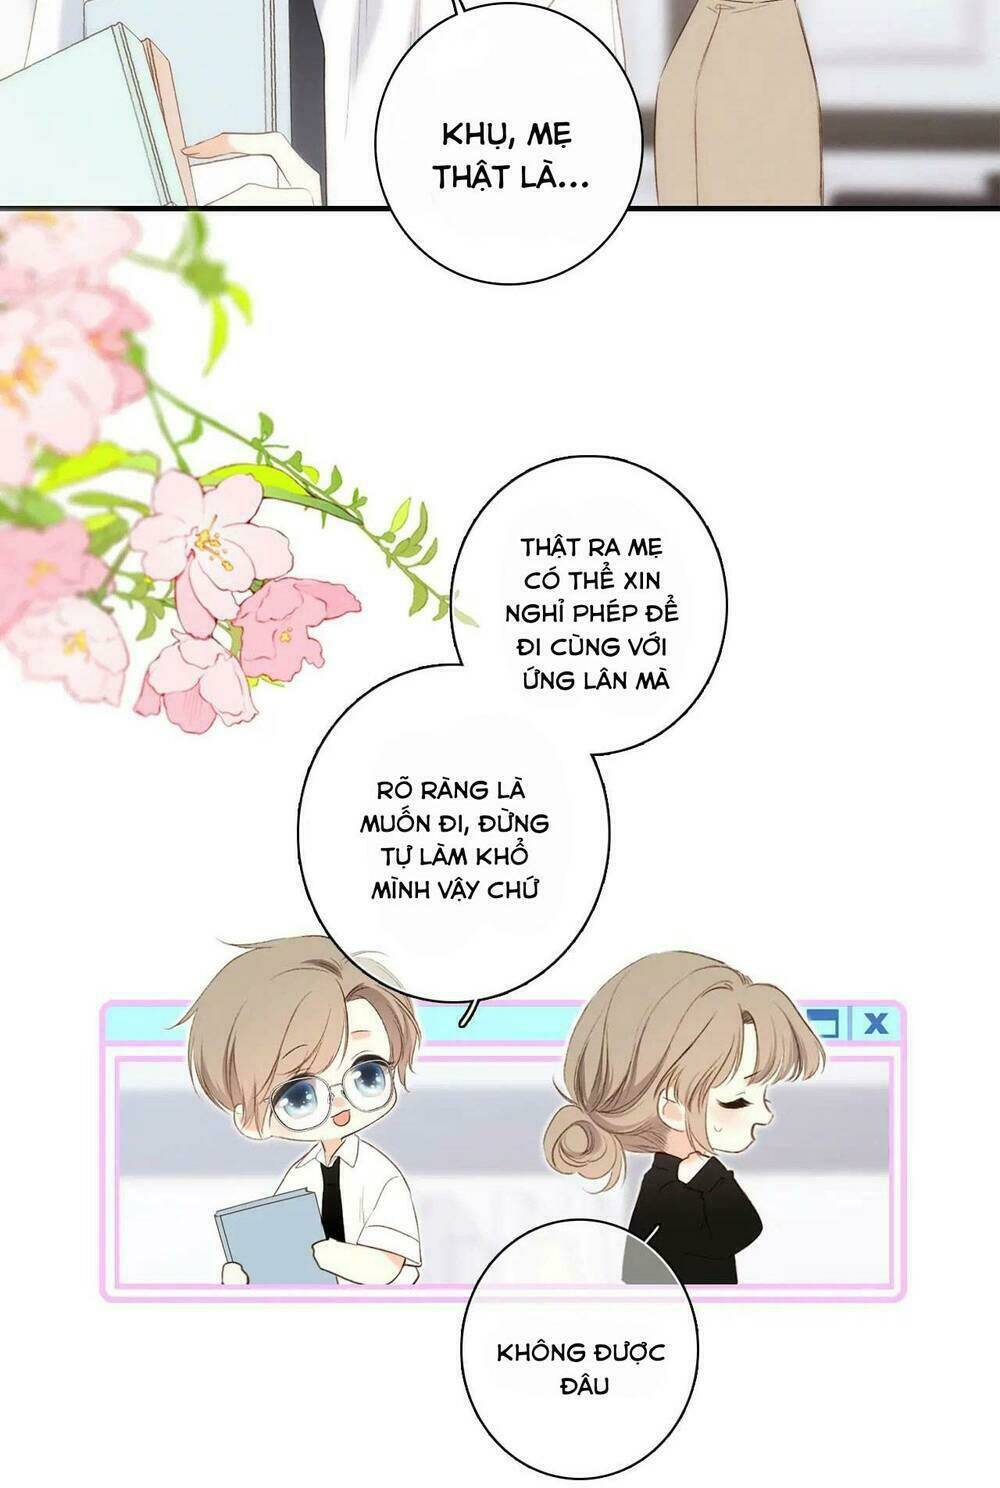 KHỤ, MẸ
THẬT LÀ...
THẬT RA MẸ
CÓ THỂ XIN
NGHỈ PHÉP ĐỂ
ĐI CÙNG VỚI
ỨNG LÂN MÀ
RÕ RÀNG LÀ
MUỐN ĐI, ĐỪNG
TỰ LÀM KHỔ
MÌNH VẬY CHỨ
X
KHÔNG ĐƯỢC
ĐÂU